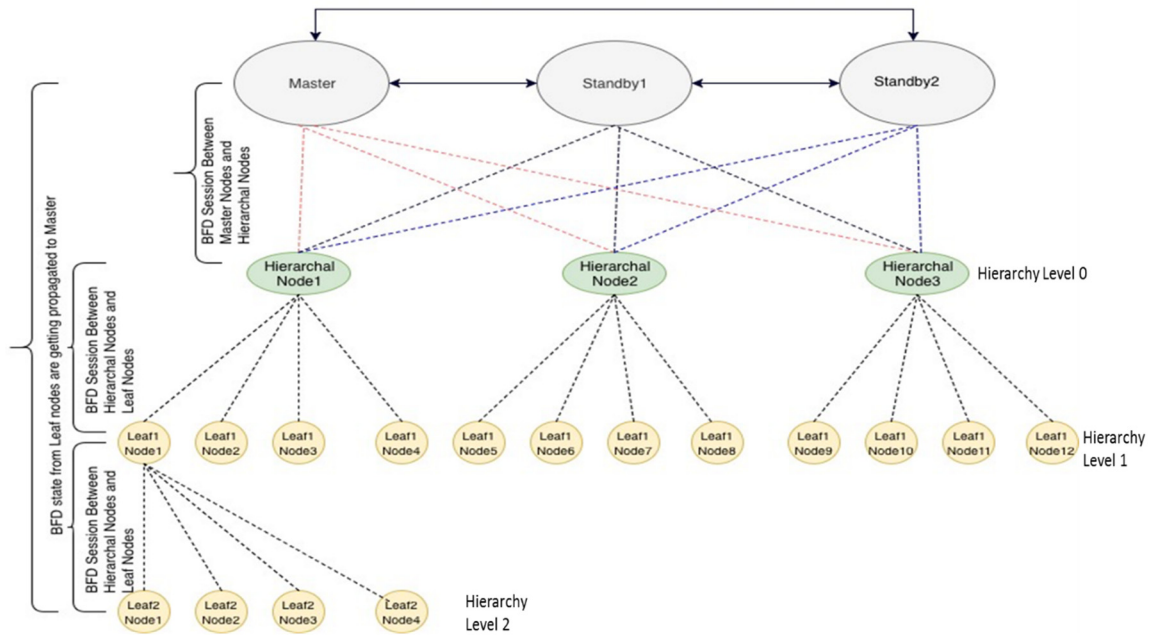 Master
Standby1
Standby2
BFD Session Between
Master Nodes and
Hierarchal Nodes
BFD state from Leaf nodes are getting propagated to Master
Hierarchal
Node1
Hierarchal
Node2
Hierarchal
Node3
Hierarchy Level 0
BFD Session Between
Hierarchal Nodes and
Leaf Nodes
Leaf1
Node1
Leaf1
Node2
Leaf1
Node3
Leaf1
Node4
Leaf1
Node5
Leaf1
Node6
Leaf1
Node7
Leaf1
Node8
Leaf1
Node9
Leaf1
Node10
Leaf1
Node11
Leaf1
Node12
Hierarchy
Level 1
BFD Session Between
Hierarchal Nodes and
Leaf Nodes
Leaf2
Node1
Leaf2
Node2
Leaf2
Node3
Leaf2
Node4
Hierarchy
Level 2